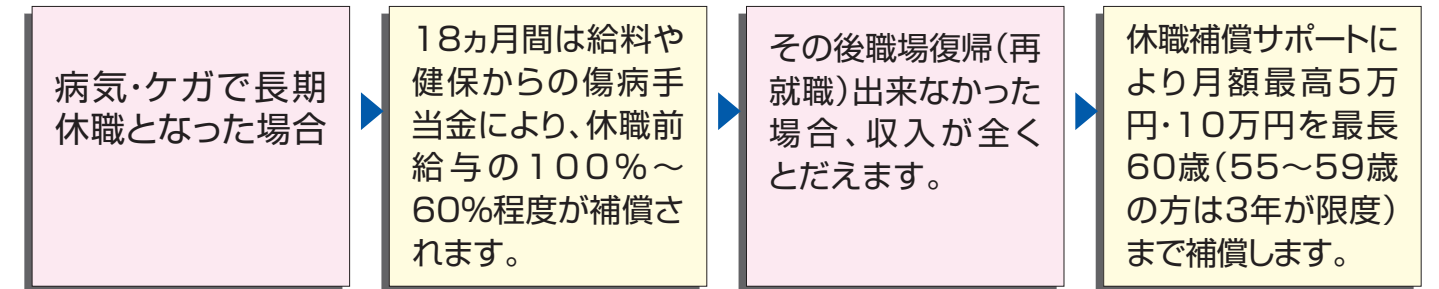 病気・ケガで長期
休職となった場合
18ヵ月間は給料や
健保からの傷病手
当金により、休職前
給与の100%～
60%程度が補償さ
れます。
その後職場復帰(再
就職)出来なかった
場合、収入が全く
とだえます。
休職補償サポートに
より月額最高5万
円・10万円を最長
60歳(55～59歳
の方は3年が限度)
まで補償します。